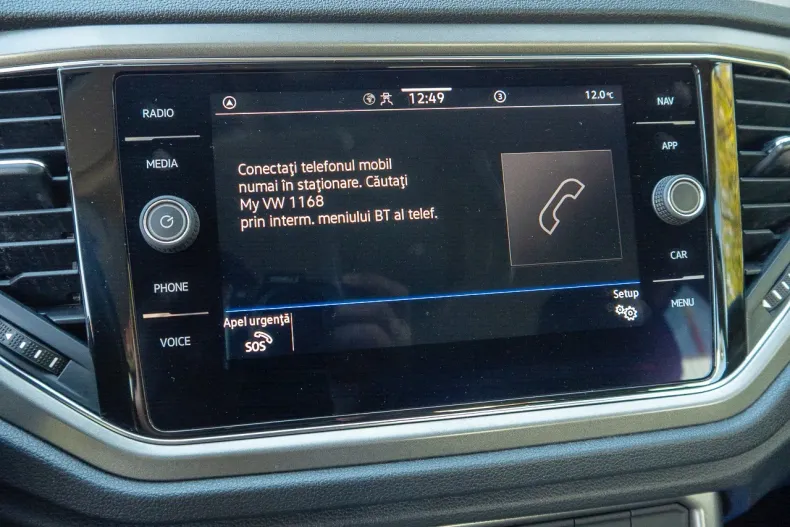 RADIO
MEDIA
PHONE
VOICE
12:49
3
12.0°C
Conectaţi telefonul mobil
numai în staţionare. Căutaţi
My VW 1168
prin interm. meniului BT al telef.
Apel urgenţă
SOS
Setup
NAV
APP
CAR
MENU